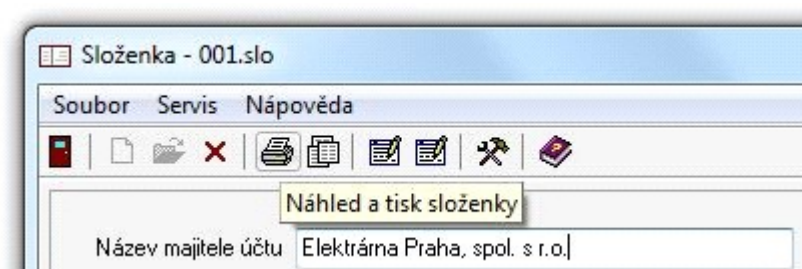 Složenka - 001.slo
Soubor Servis Nápověda
Náhled a tisk složenky
Název majitele účtu Elektrárna Praha, spol. s r.o.